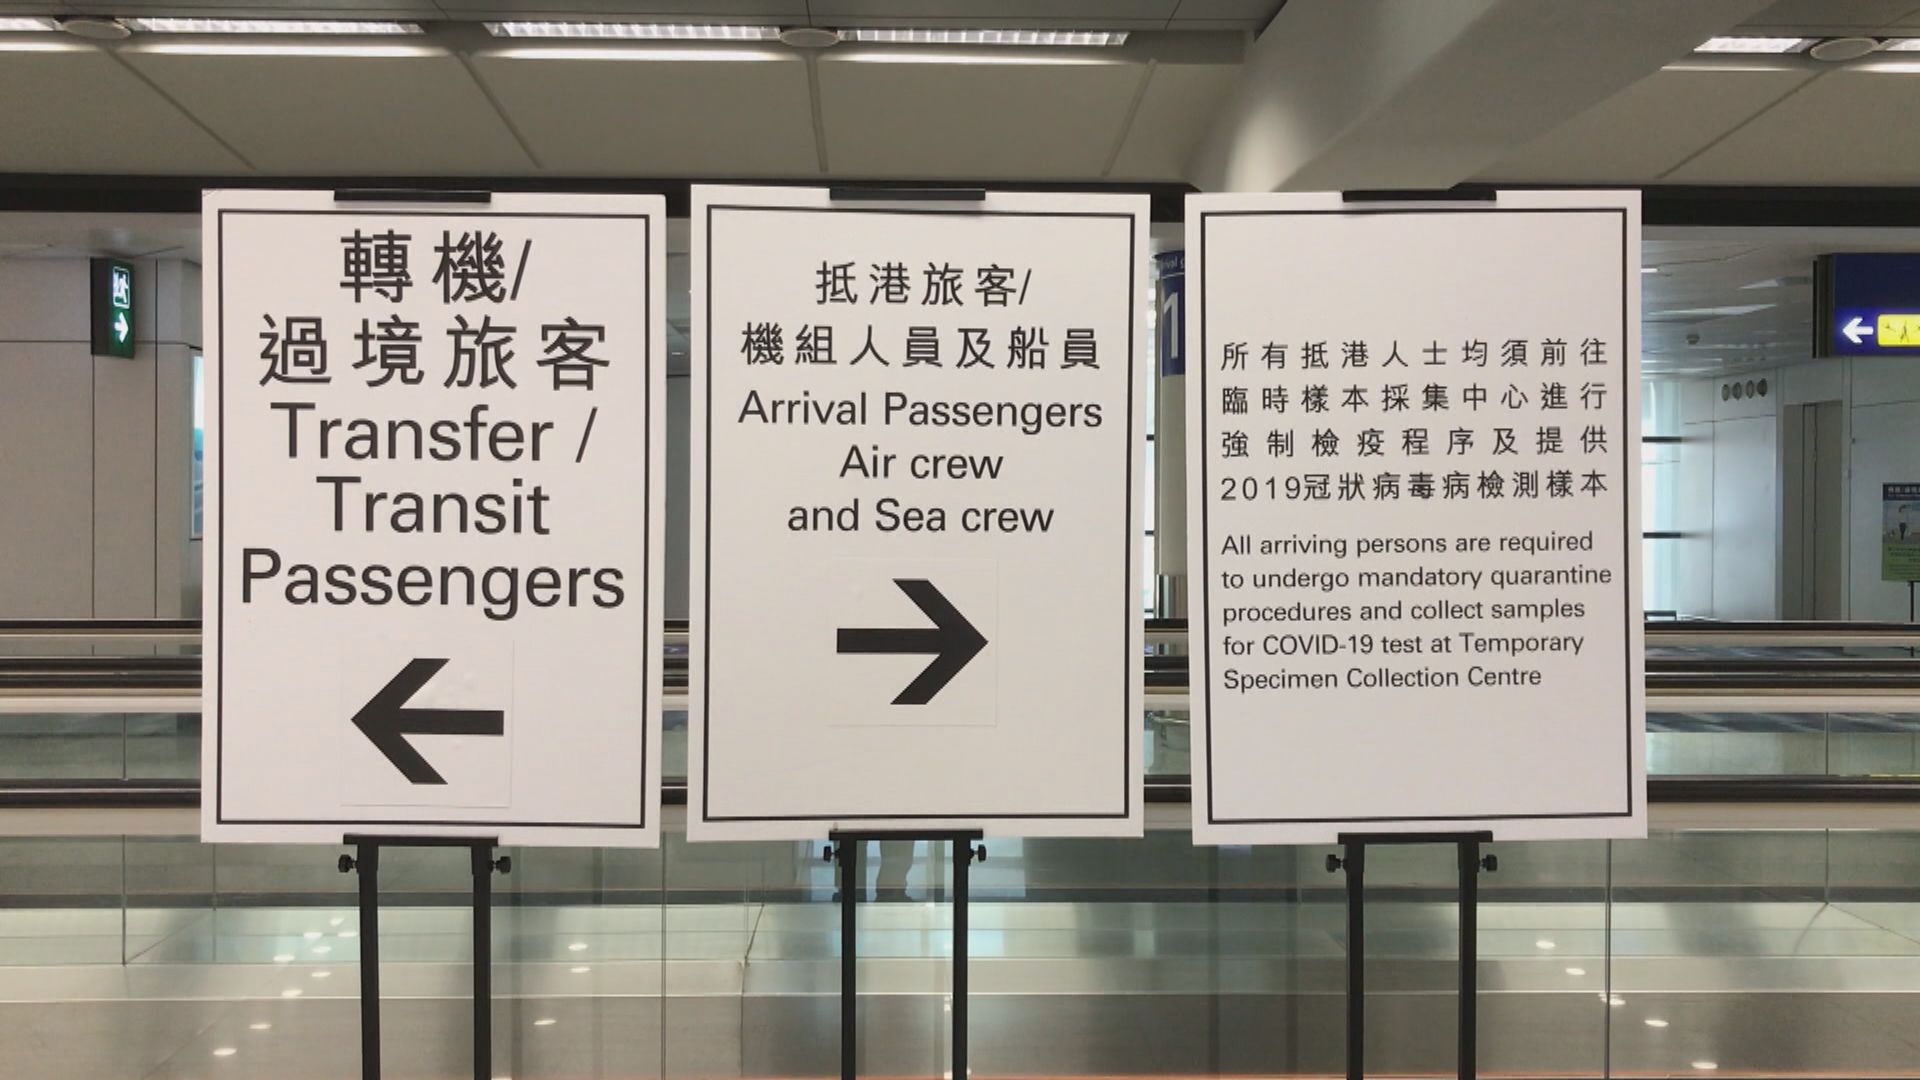 轉機/
過境旅客
Transfer /
Transit
Passengers
抵港旅客/
機組人員及船員
Arrival Passengers
Air crew
and Sea crew
所有抵港人士均須前往
臨時樣本採集中心進行
強制檢疫程序及提供
2019冠狀病毒病檢測樣本
All arriving persons are required
to undergo mandatory quarantine
procedures and collect samples
for COVID-19 test at Temporary
Specimen Collection Centre
1